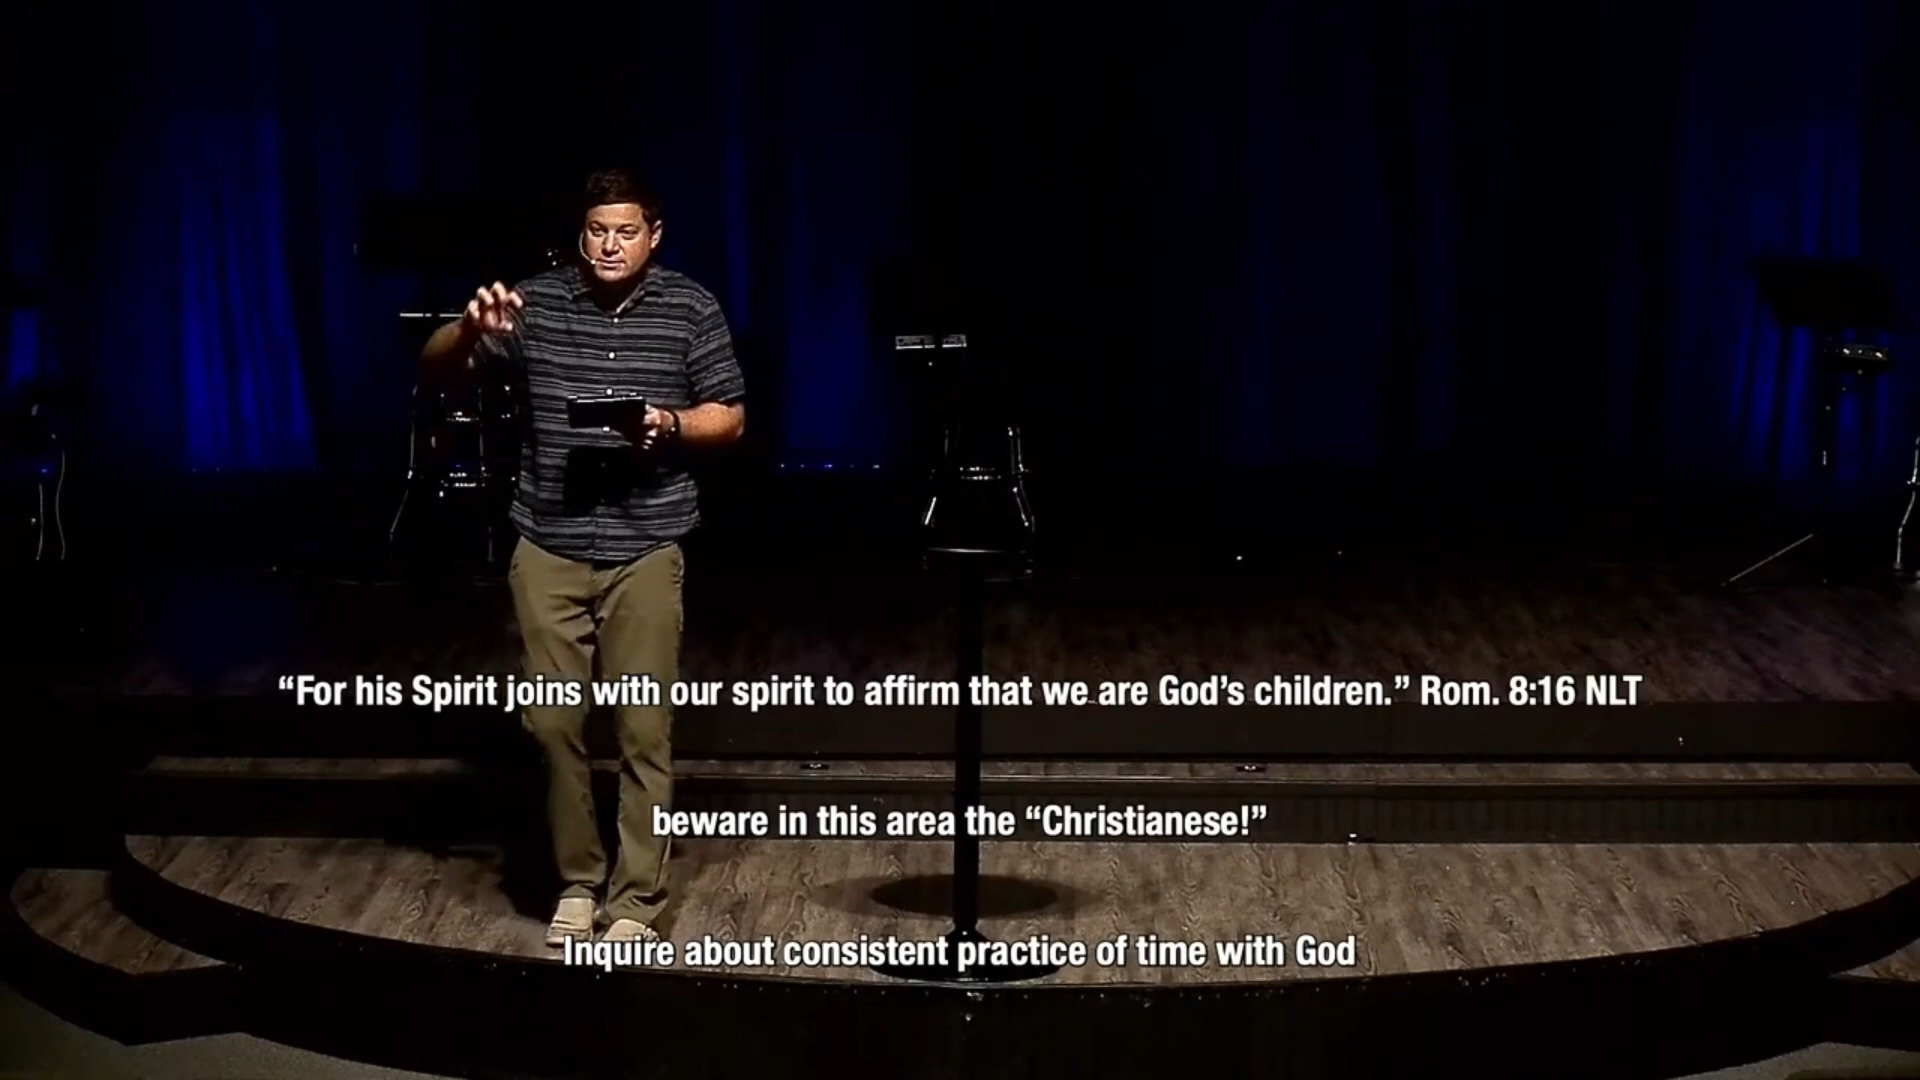 “For his Spirit joins with our spirit to affirm that we are God’s children.” Rom. 8:16 NLT
beware in this area the “Christianese!”
Inquire about consistent practice of time with God